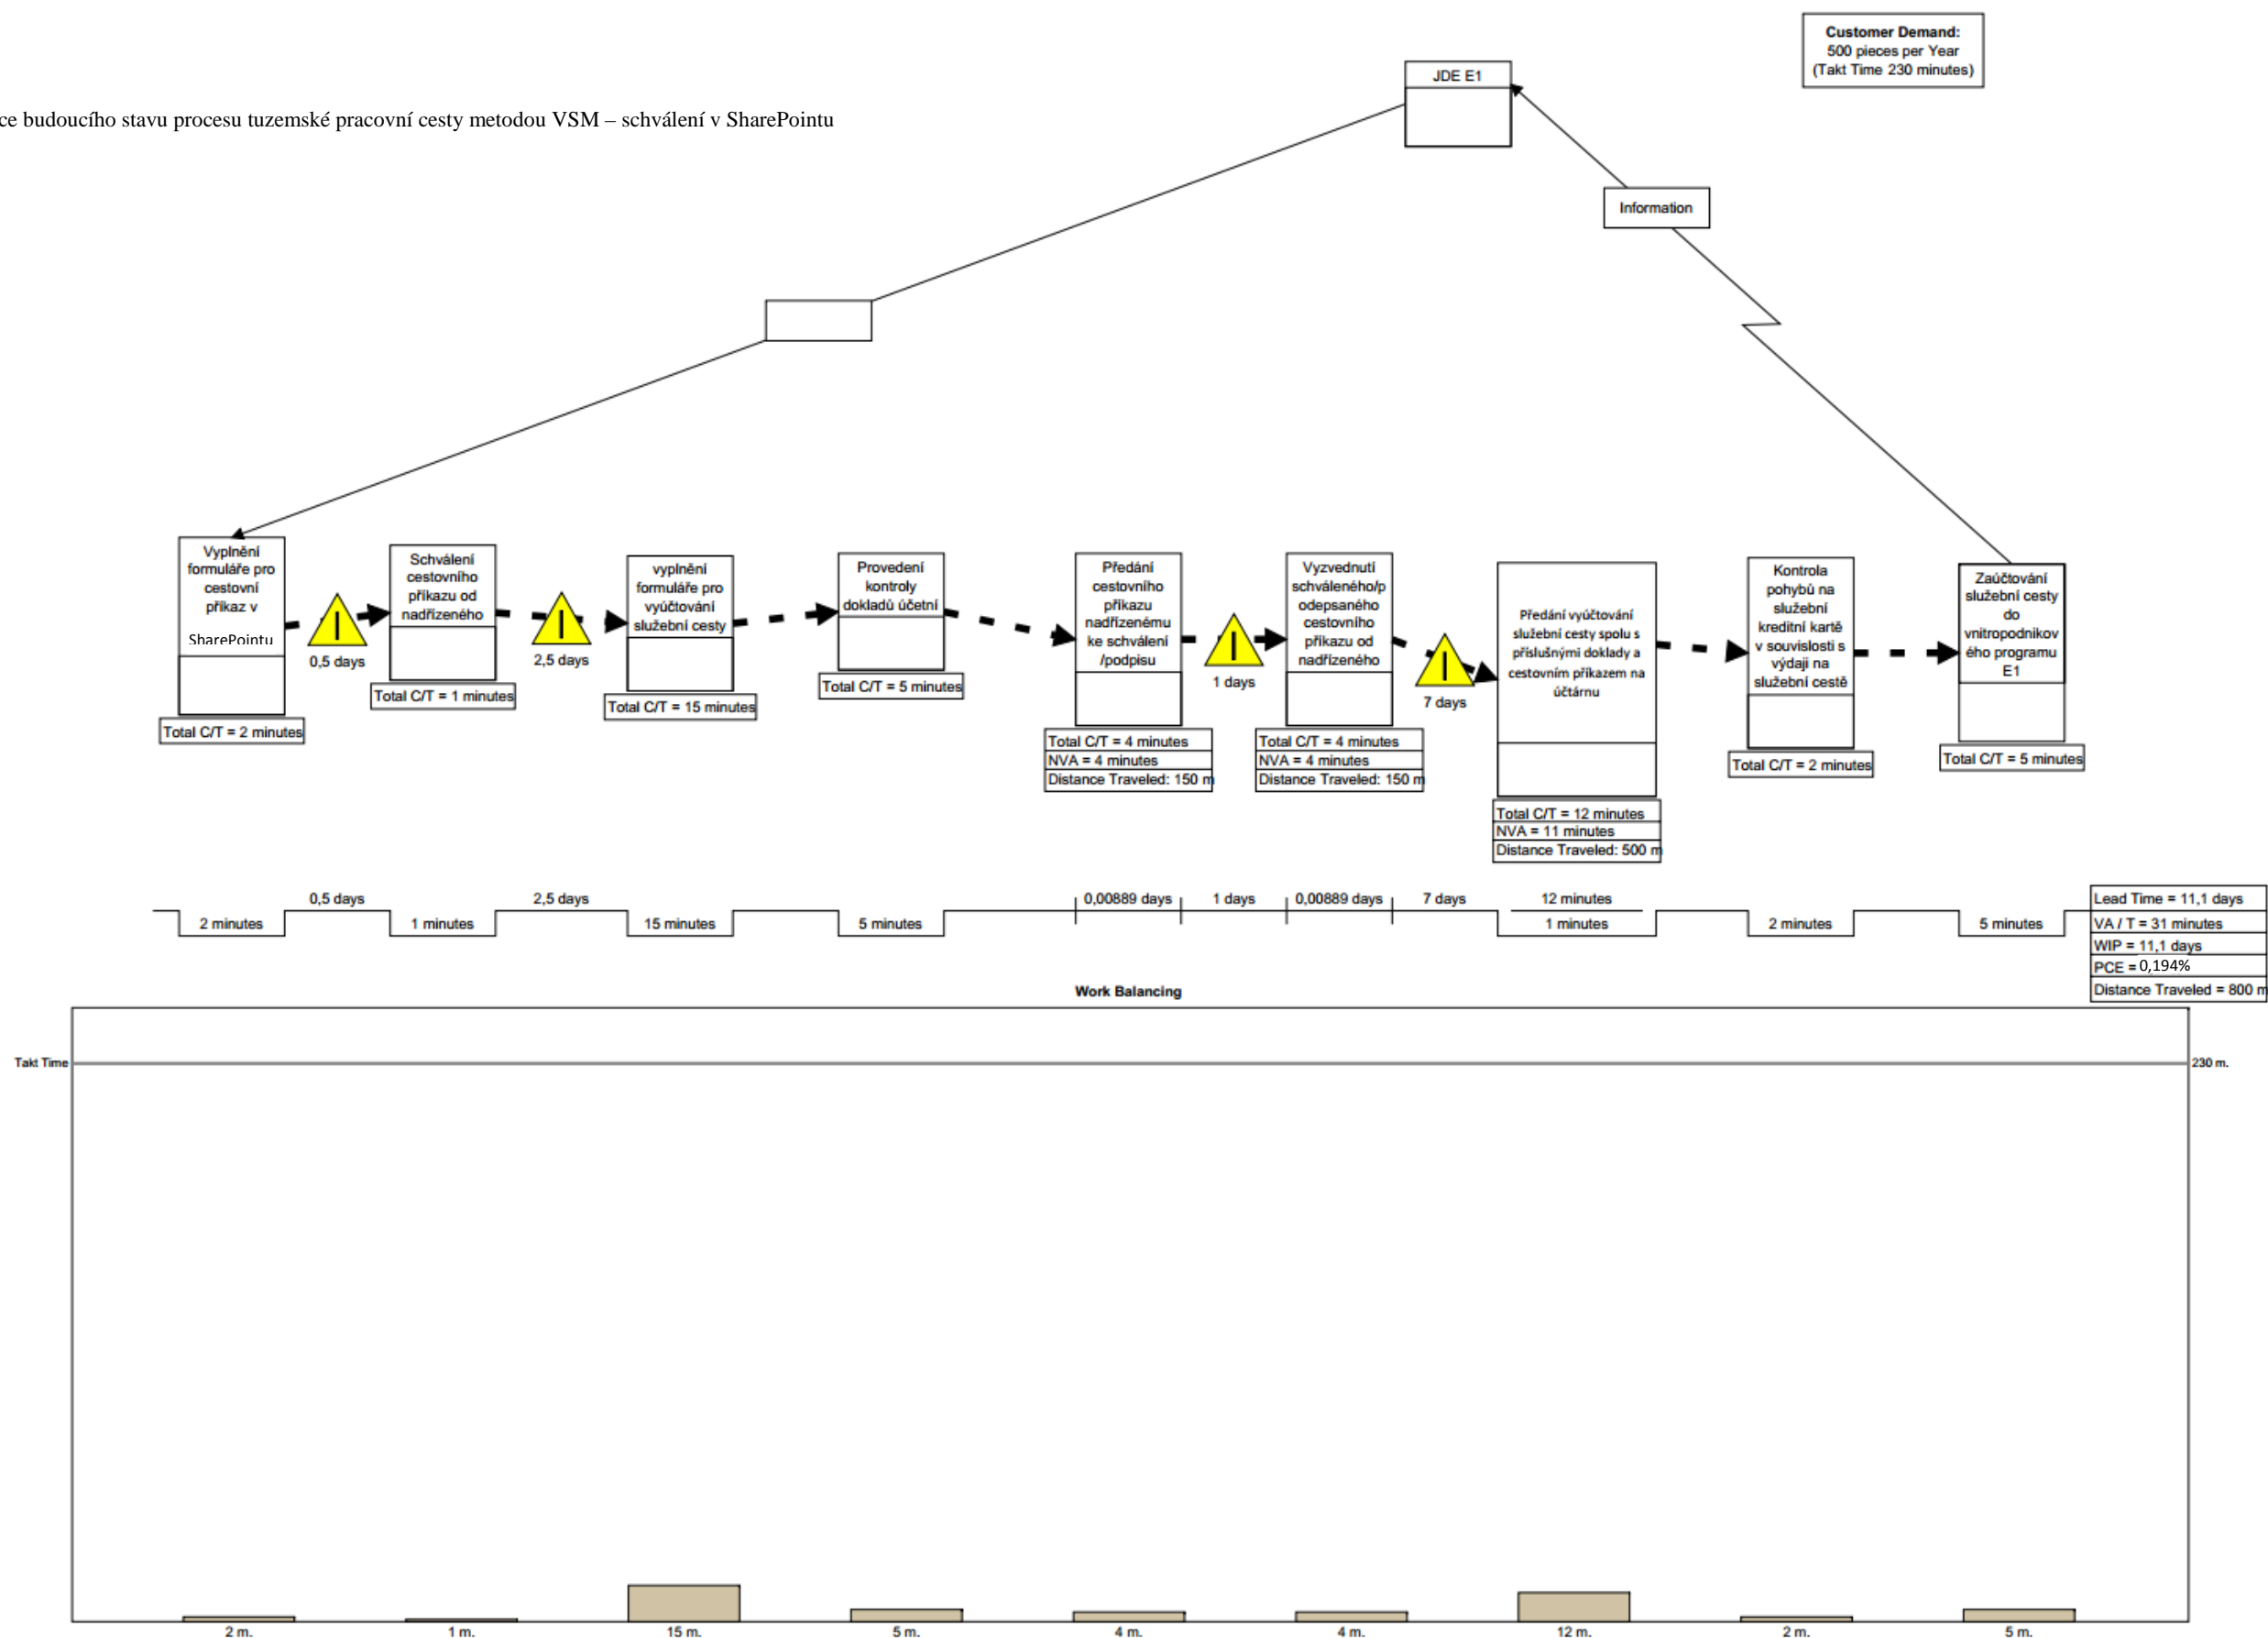 Customer Demand:
500 pieces per Year
(Takt Time 230 minutes)
JDE E1
ce budoucího stavu procesu tuzemské pracovní cesty metodou VSM – schválení v SharePointu
Information
Vyplnění
formuláře pro
cestovní
příkaz v
SharePointu
Total C/T = 2 minutes
0,5 days
Schválení
cestovního
příkazu od
nadřízeného
Total C/T = 1 minutes
2,5 days
vyplnění
formuláře pro
vyúčtování
služební cesty
Total C/T = 15 minutes
Provedení
kontroly
dokladů účetní
Total C/T = 5 minutes
Předání
cestovního
příkazu
nadřízenému
ke schválení
/podpisu
Total C/T = 4 minutes
NVA = 4 minutes
Distance Traveled: 150 m
1 days
Vyzvednutí
schváleného/p
odepsaného
cestovního
příkazu od
nadřízeného
Total C/T = 4 minutes
NVA = 4 minutes
Distance Traveled: 150 m
7 days
Předání vyúčtování
služební cesty spolu s
příslušnými doklady a
cestovním příkazem na
účtárnu
Total C/T = 12 minutes
NVA = 11 minutes
Distance Traveled: 500 m
Kontrola
pohybů na
služební
kreditní kartě
v souvislosti s
výdaji na
služební cestě
Total C/T = 2 minutes
Zaúčtování
služební cesty
do
vnitropodnikov
ého programu
E1
Total C/T = 5 minutes
0,5 days
2,5 days
0,00889 days
1 days
0,00889 days
7 days
12 minutes
2 minutes
1 minutes
15 minutes
5 minutes
1 minutes
2 minutes
5 minutes
Lead Time = 11,1 days
VA / T = 31 minutes
WIP = 11,1 days
PCE = 0,194%
Distance Traveled = 800 m
Work Balancing
Takt Time
230 m.
2 m.
1 m.
15 m.
5 m.
4 m.
4 m.
12 m.
2 m.
5 m.